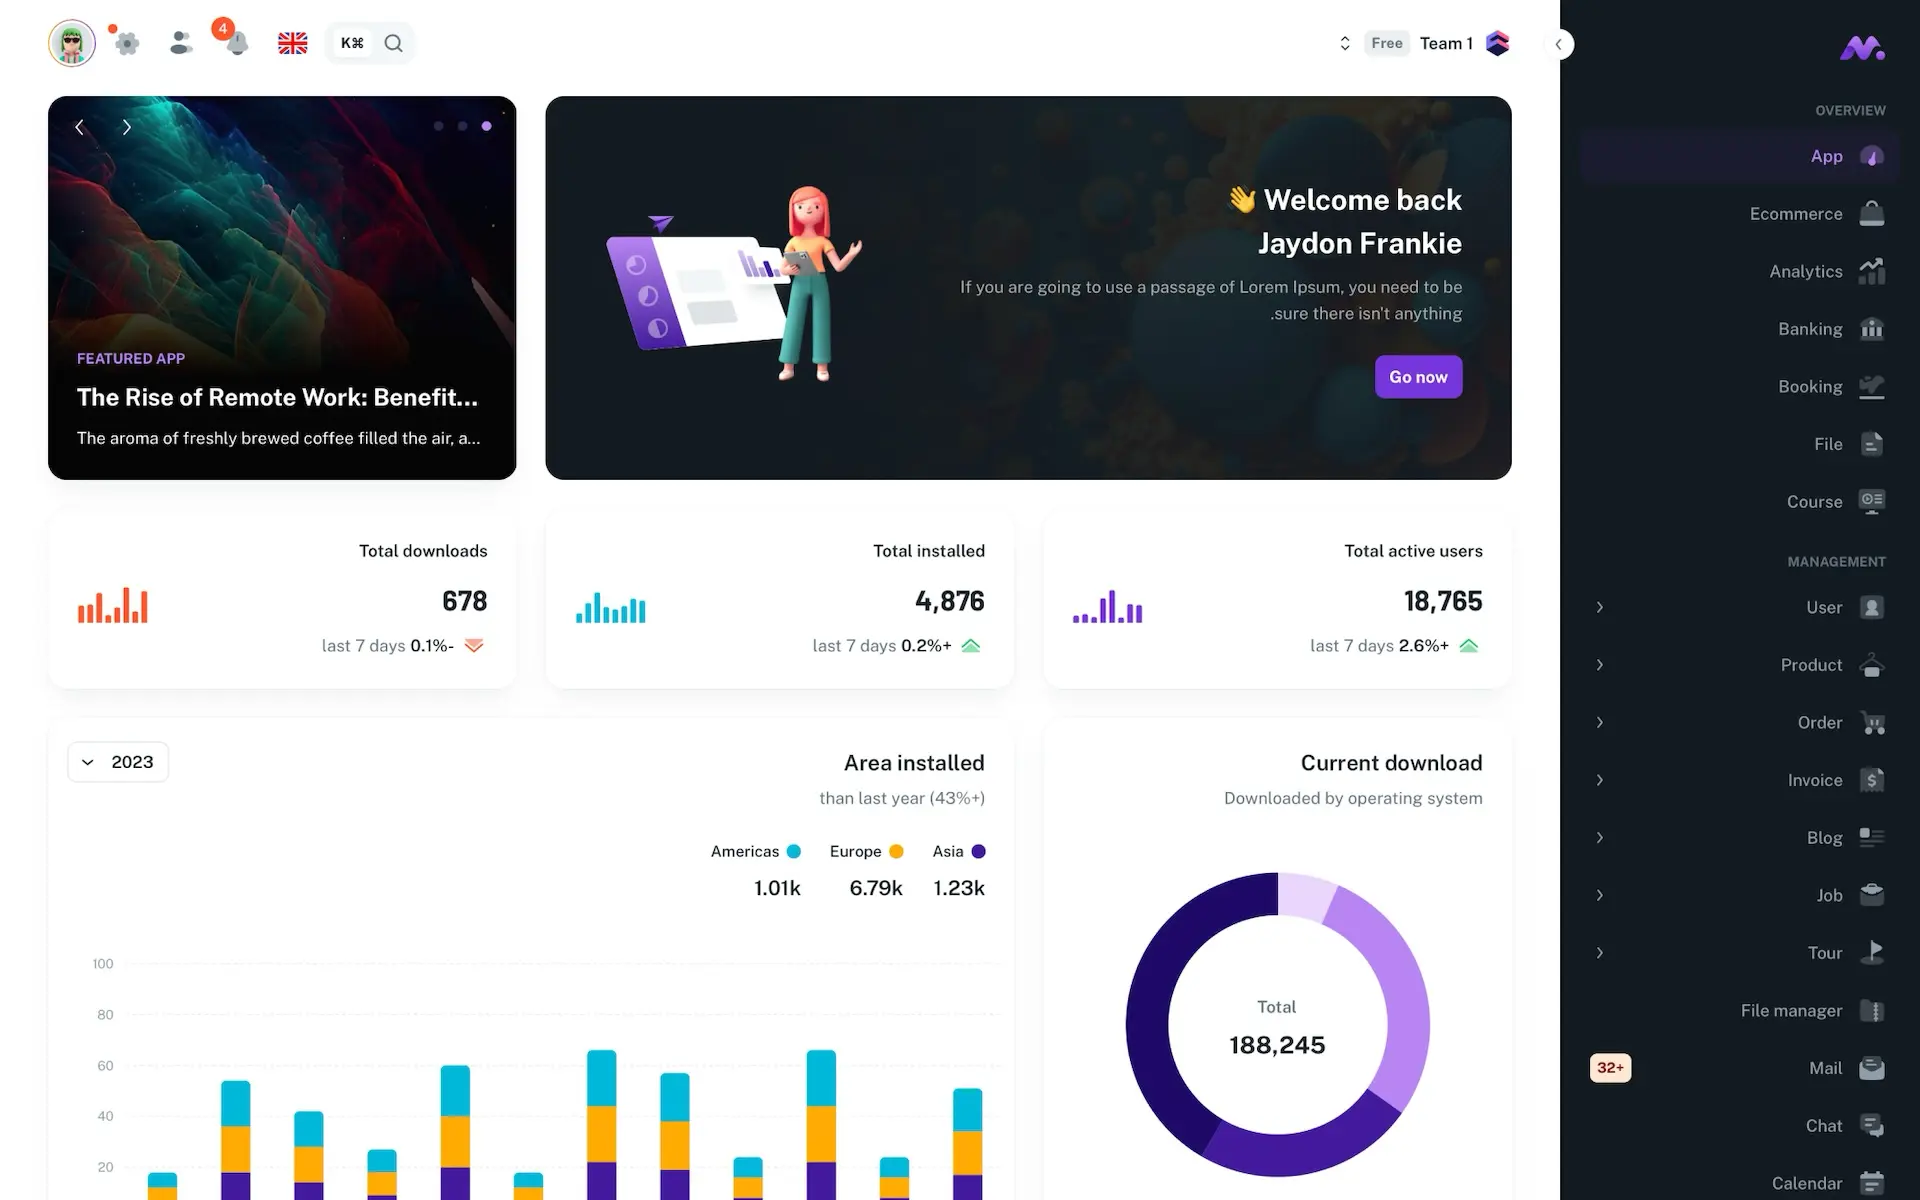 4
K⌘
Free
Team 1
FEATURED APP
The Rise of Remote Work: Benefit...
The aroma of freshly brewed coffee filled the air, a...
👋 Welcome back
Jaydon Frankie
If you are going to use a passage of Lorem Ipsum, you need to be
.sure there isn't anything
Go now
Total downloads
678
last 7 days 0.1%-
Total installed
4,876
last 7 days 0.2%+
Total active users
18,765
last 7 days 2.6%+
2023
Area installed
than last year (43%+)
Americas
Europe
Asia
1.01k
6.79k
1.23k
100
80
60
40
20
Current download
Downloaded by operating system
Total
188,245
OVERVIEW
App
Ecommerce
Analytics
Banking
Booking
File
Course
MANAGEMENT
User
Product
Order
Invoice
Blog
Job
Tour
File manager
32+
Mail
Chat
Calendar